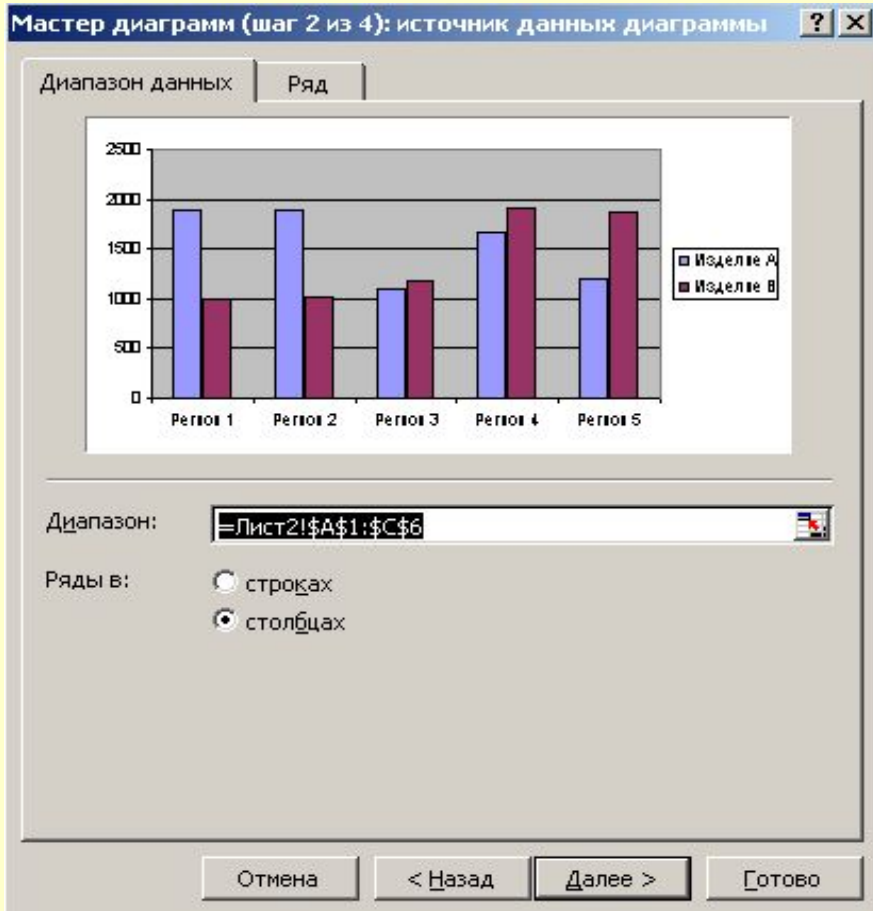 Мастер диаграмм (шаг 2 из 4): источник данных диаграммы
Диапазон данных
Ряд
2500
2000
1500
1000
500
0
Изделие A
Изделие B
Регион 1 Регион 2 Регион 3 Регион 4 Регион 5
Диапазон: =Лист2!$A$1:$C$6
Ряды в: строках
столбцах
Отмена < Назад Далее > Готово